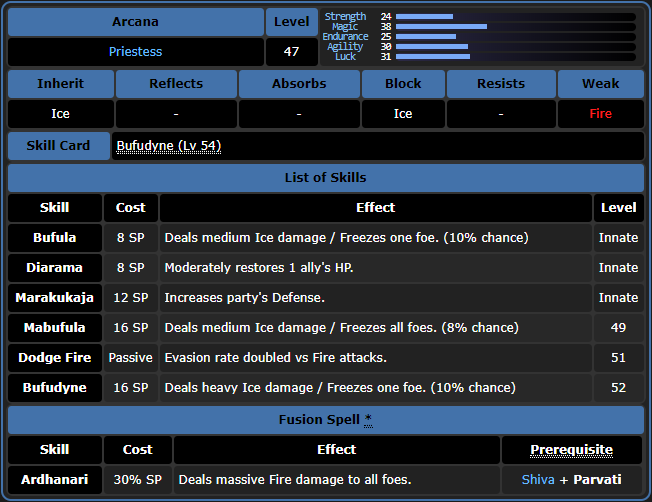 Arcana Level
Priestess 47
Strength 24
Magic 38
Endurance 25
Agility 30
Luck 31
Inherit Reflects Absorbs Block Resists Weak
Ice - - Ice - Fire
Skill Card Bufudyne (Lv 54)
List of Skills
Skill Cost Effect Level
Bufula 8 SP Deals medium Ice damage / Freezes one foe. (10% chance) Innate
Diarama 8 SP Moderately restores 1 ally's HP. Innate
Marakukaja 12 SP Increases party's Defense. Innate
Mabufula 16 SP Deals medium Ice damage / Freezes all foes. (8% chance) 49
Dodge Fire Passive Evasion rate doubled vs Fire attacks. 51
Bufudyne 16 SP Deals heavy Ice damage / Freezes one foe. (10% chance) 52
Fusion Spell *
Skill Cost Effect Prerequisite
Ardhanari 30% SP Deals massive Fire damage to all foes. Shiva + Parvati